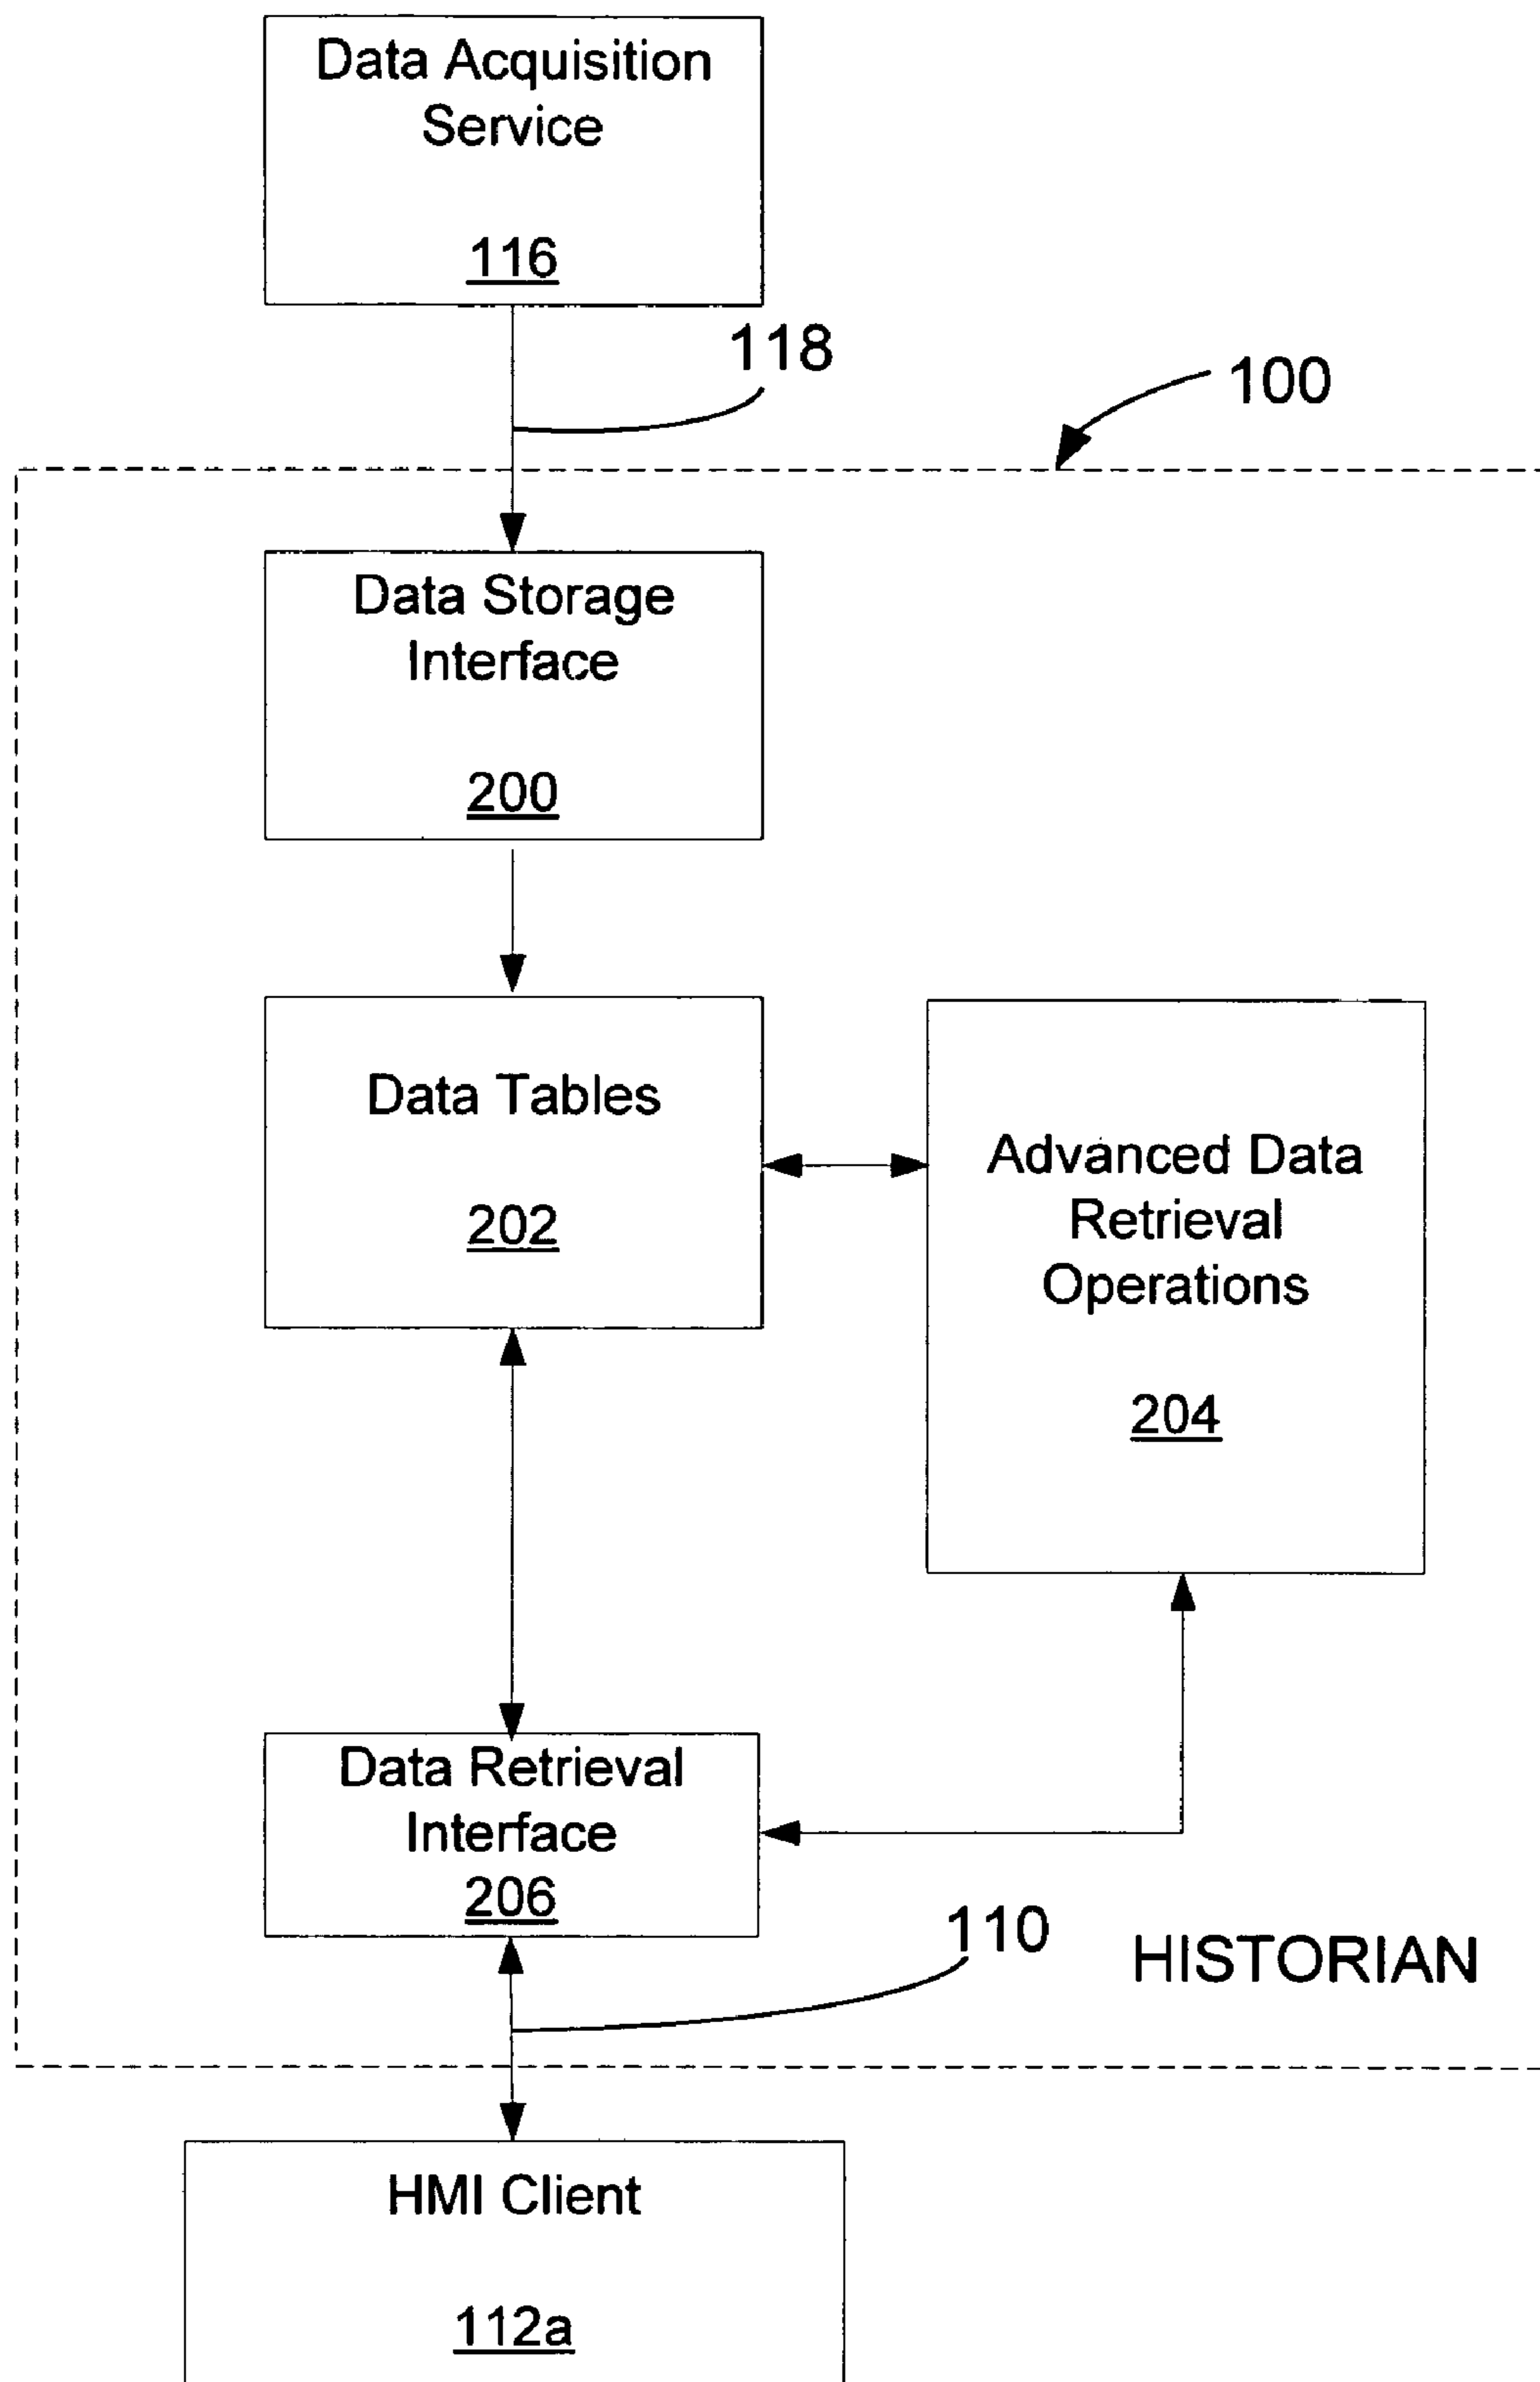 Data Acquisition
Service
116
118
100
Data Storage
Interface
200
Data Tables
202
Advanced Data
Retrieval
Operations
204
Data Retrieval
Interface
206
110
HISTORIAN
HMI Client
112a